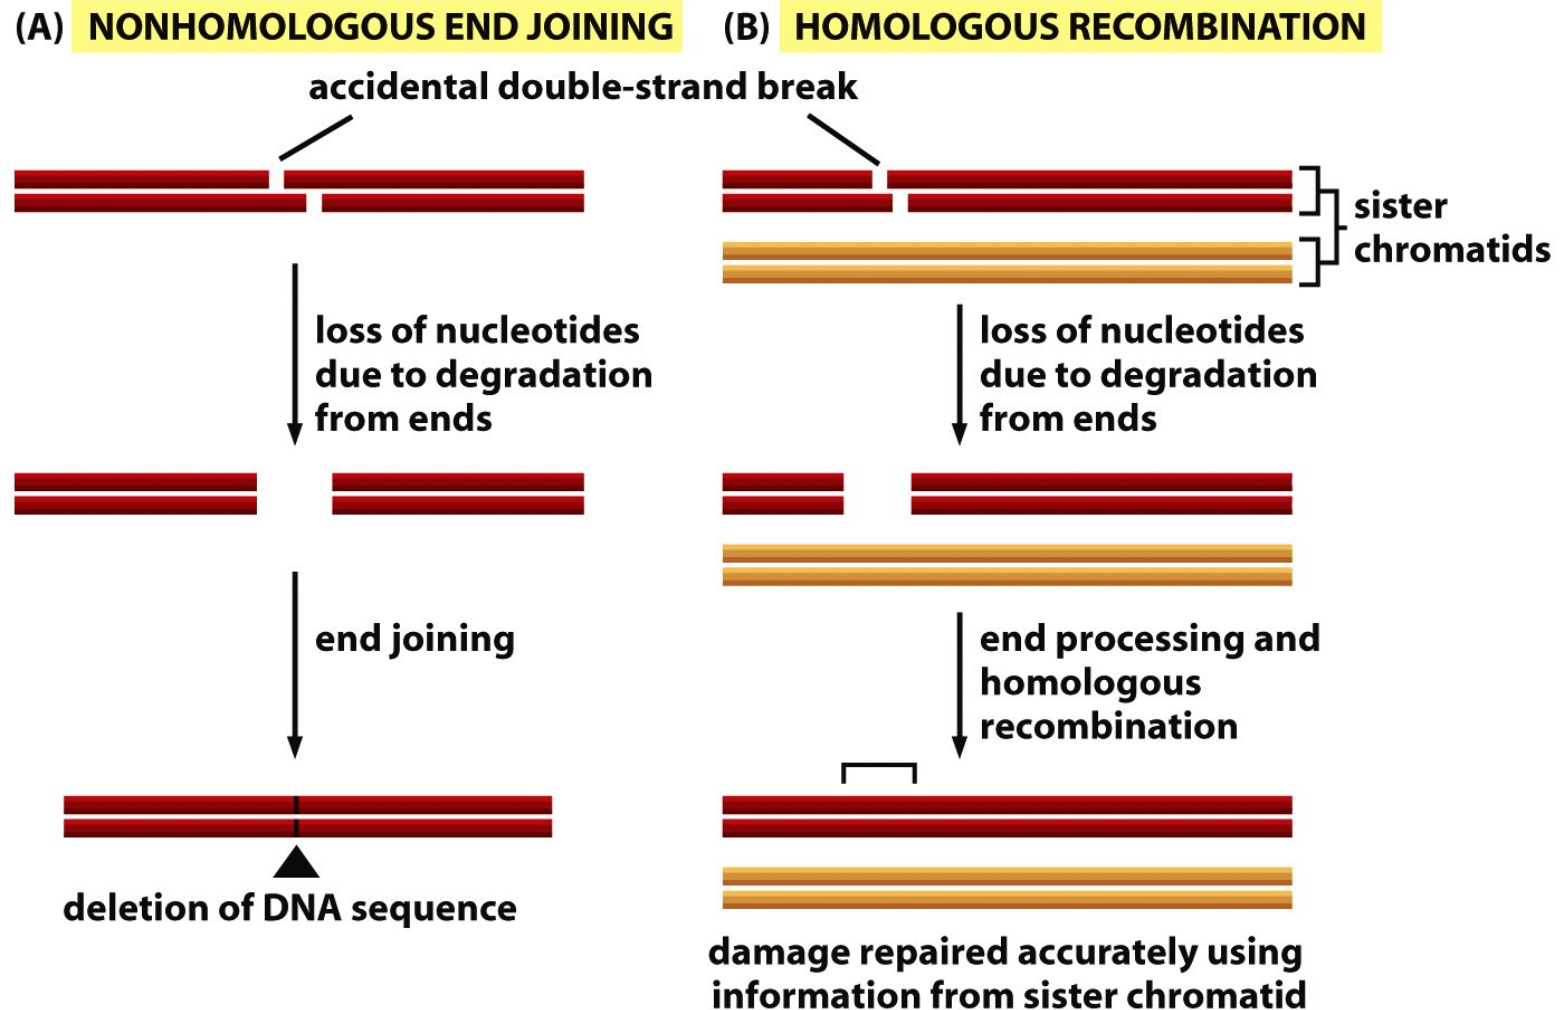 (A) NONHOMOLOGOUS END JOINING
(B) HOMOLOGOUS RECOMBINATION
accidental double-strand break
sister
chromatids
loss of nucleotides
due to degradation
from ends
loss of nucleotides
due to degradation
from ends
end joining
end processing and
homologous
recombination
deletion of DNA sequence
damage repaired accurately using
information from sister chromatid